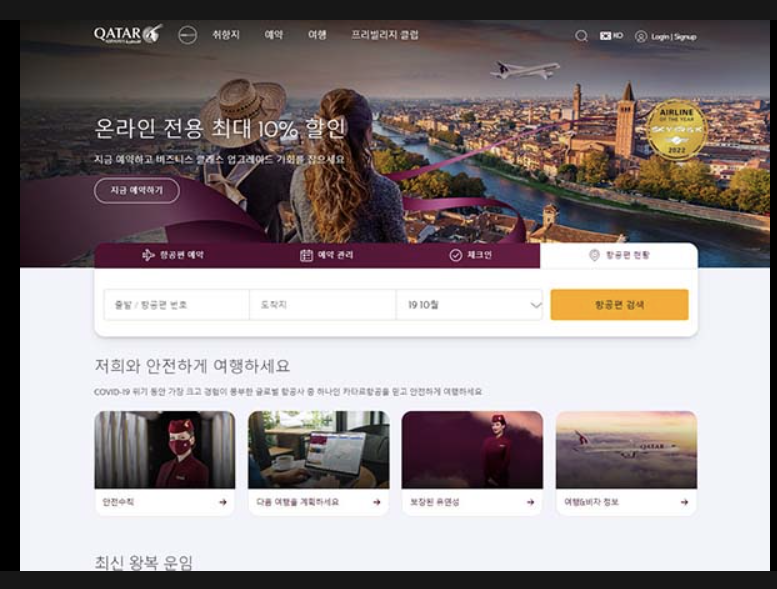 QATAR
취항지
예약
여행
프리빌리지 클럽
KO
Login | Signup
AIRLINE
OF THE YEAR
SKYTRAX
2022
온라인 전용 최대 10% 할인
지금 예약하고 비즈니스 클래스 업그레이드 기회를 잡으세요
지금 예약하기
항공편 예약
예약 관리
체크인
항공편 현황
출발 / 항공편 번호
도착지
19 10월
항공편 검색
저희와 안전하게 여행하세요
COVID-19 위기 동안 가장 크고 경험이 풍부한 글로벌 항공사 중 하나인 카타르항공을 믿고 안전하게 여행하세요
QATAR
안전수칙
다음 여행을 계획하세요
보장된 유연성
여행&비자 정보
최신 왕복 운임